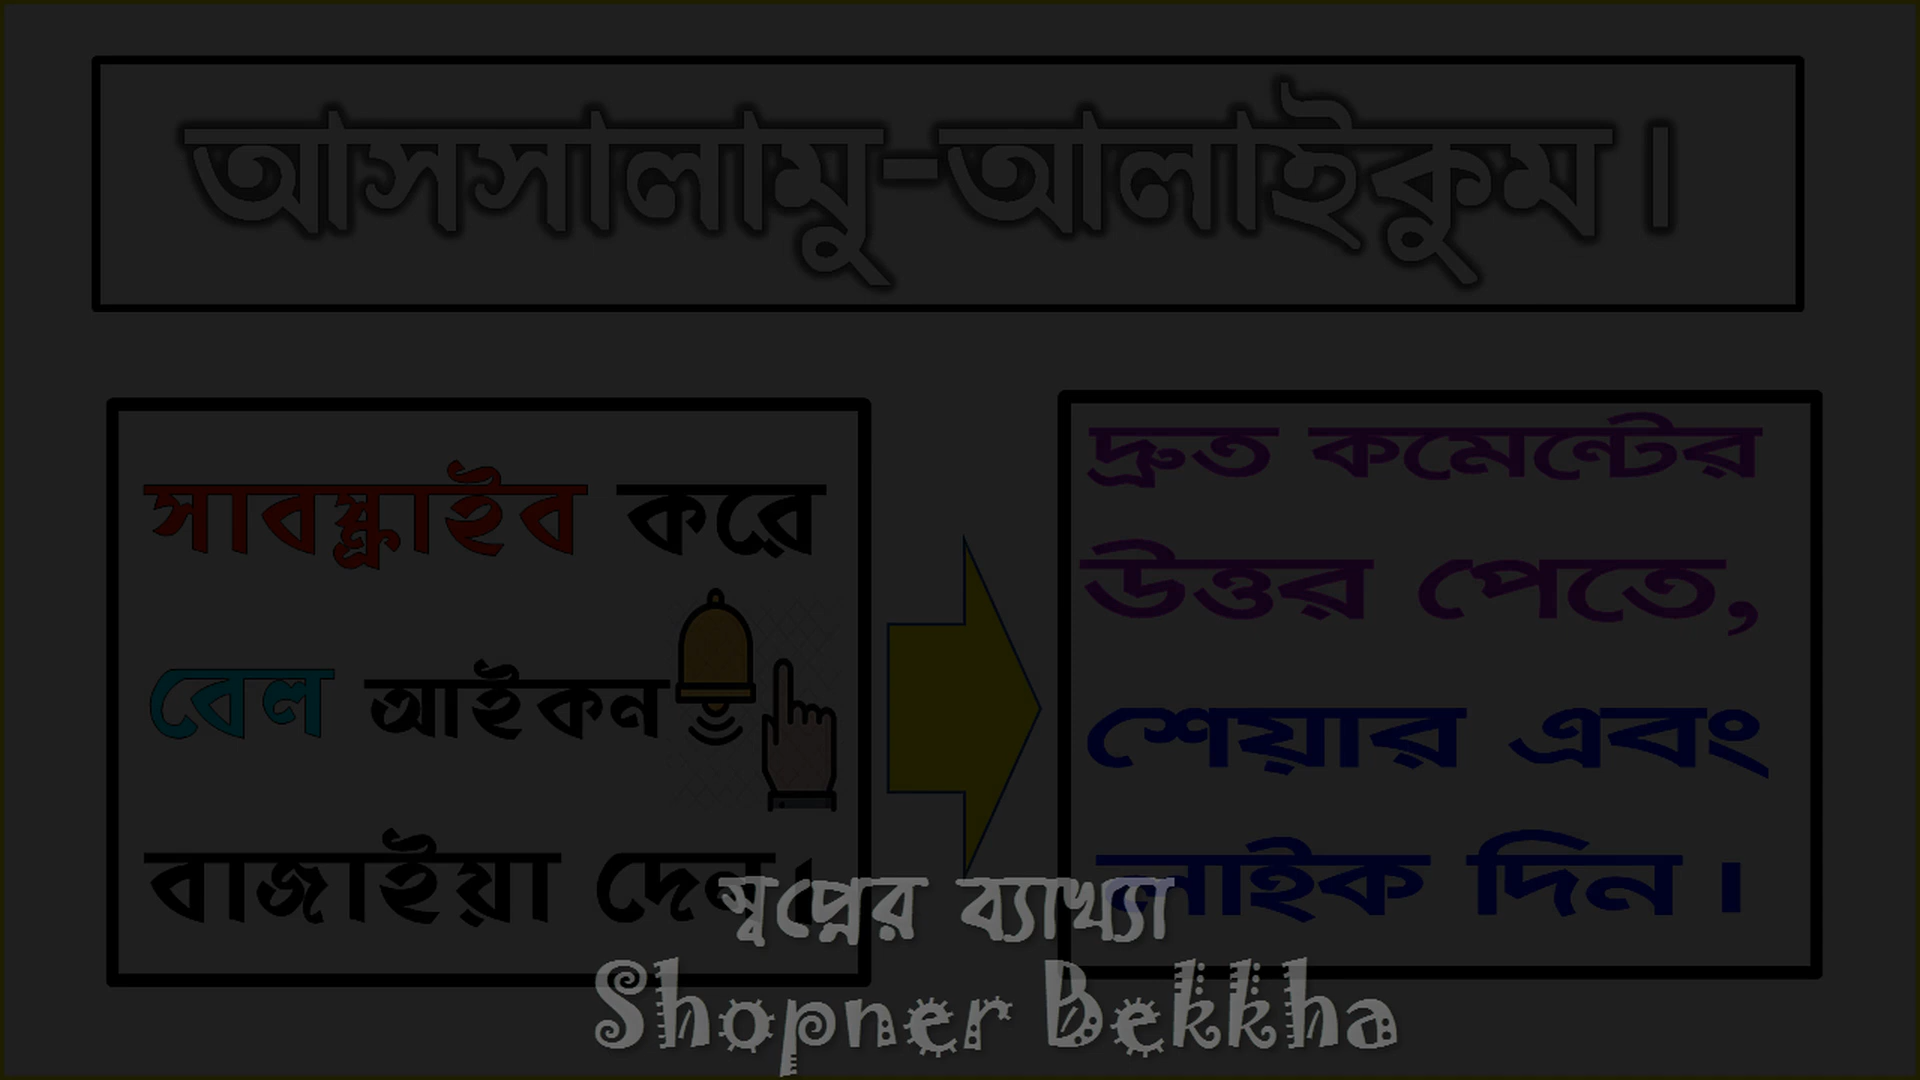 আসসালামু-আলাইকুম।
সাবস্ক্রাইব করে
বেল আইকন
বাজাইয়া দেন।
দ্রুত কমেন্টের
উত্তর পেতে,
শেয়ার এবং
লাইক দিন।
স্বপ্নের ব্যাখ্যা
Shopner Bekkha